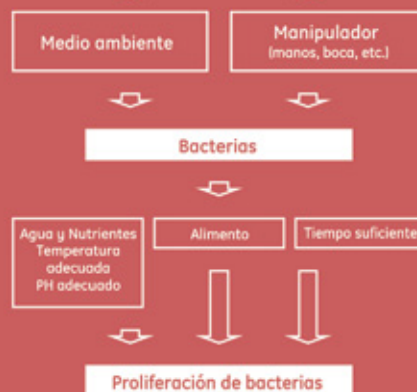 Medio ambiente
Manipulador
(manos, boca, etc.)
Bacterias
Agua y Nutrientes
Temperatura
adecuada
PH adecuado
Alimento
Tiempo suficiente
Proliferación de bacterias